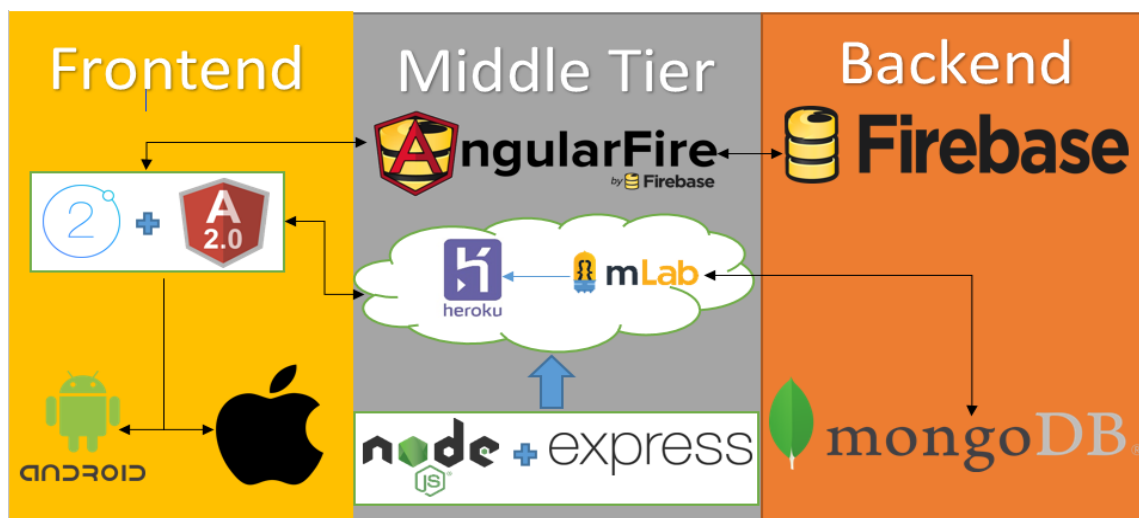 Frontend
Middle Tier
Backend
AngularFire
by Firebase
Firebase
2
A
2.0
heroku
mLab
ANDROID
node
JS
express
mongoDB